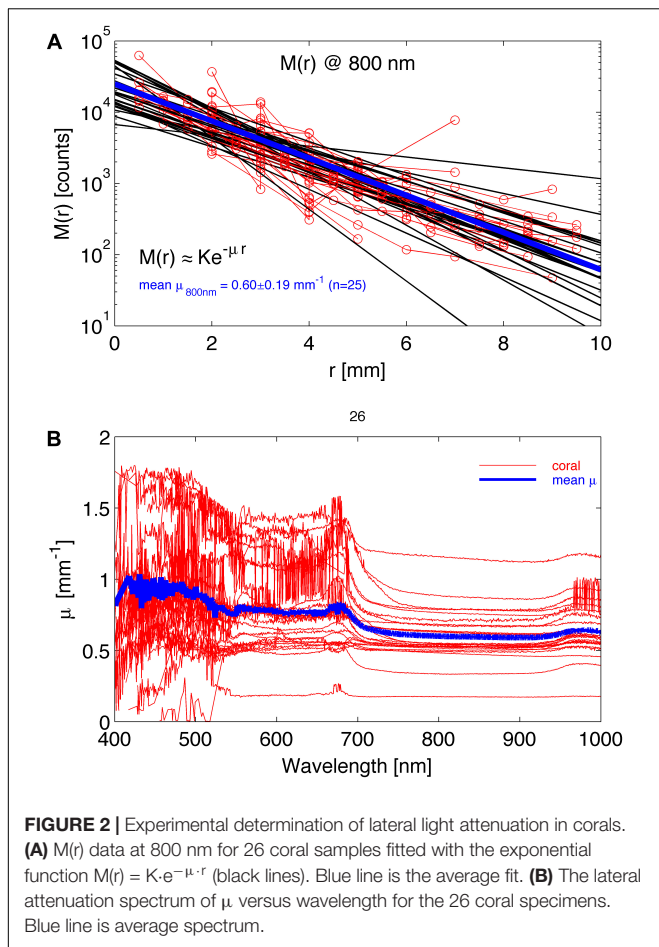 A
M(r) @ 800 nm
10^5
10^4
10^3
10^2
10^1
M(r) [counts]
M(r) ≈ Ke^-μ r
mean μ_800nm = 0.60±0.19 mm^-1 (n=25)
0 2 4 6 8 10
r [mm]
26
B
2
1.5
1
0.5
0
μ [mm^-1]
coral
mean μ
400 500 600 700 800 900 1000
Wavelength [nm]
FIGURE 2 | Experimental determination of lateral light attenuation in corals.
(A) M(r) data at 800 nm for 26 coral samples fitted with the exponential
function M(r) = K·e^−μ·r (black lines). Blue line is the average fit. (B) The lateral
attenuation spectrum of μ versus wavelength for the 26 coral specimens.
Blue line is average spectrum.